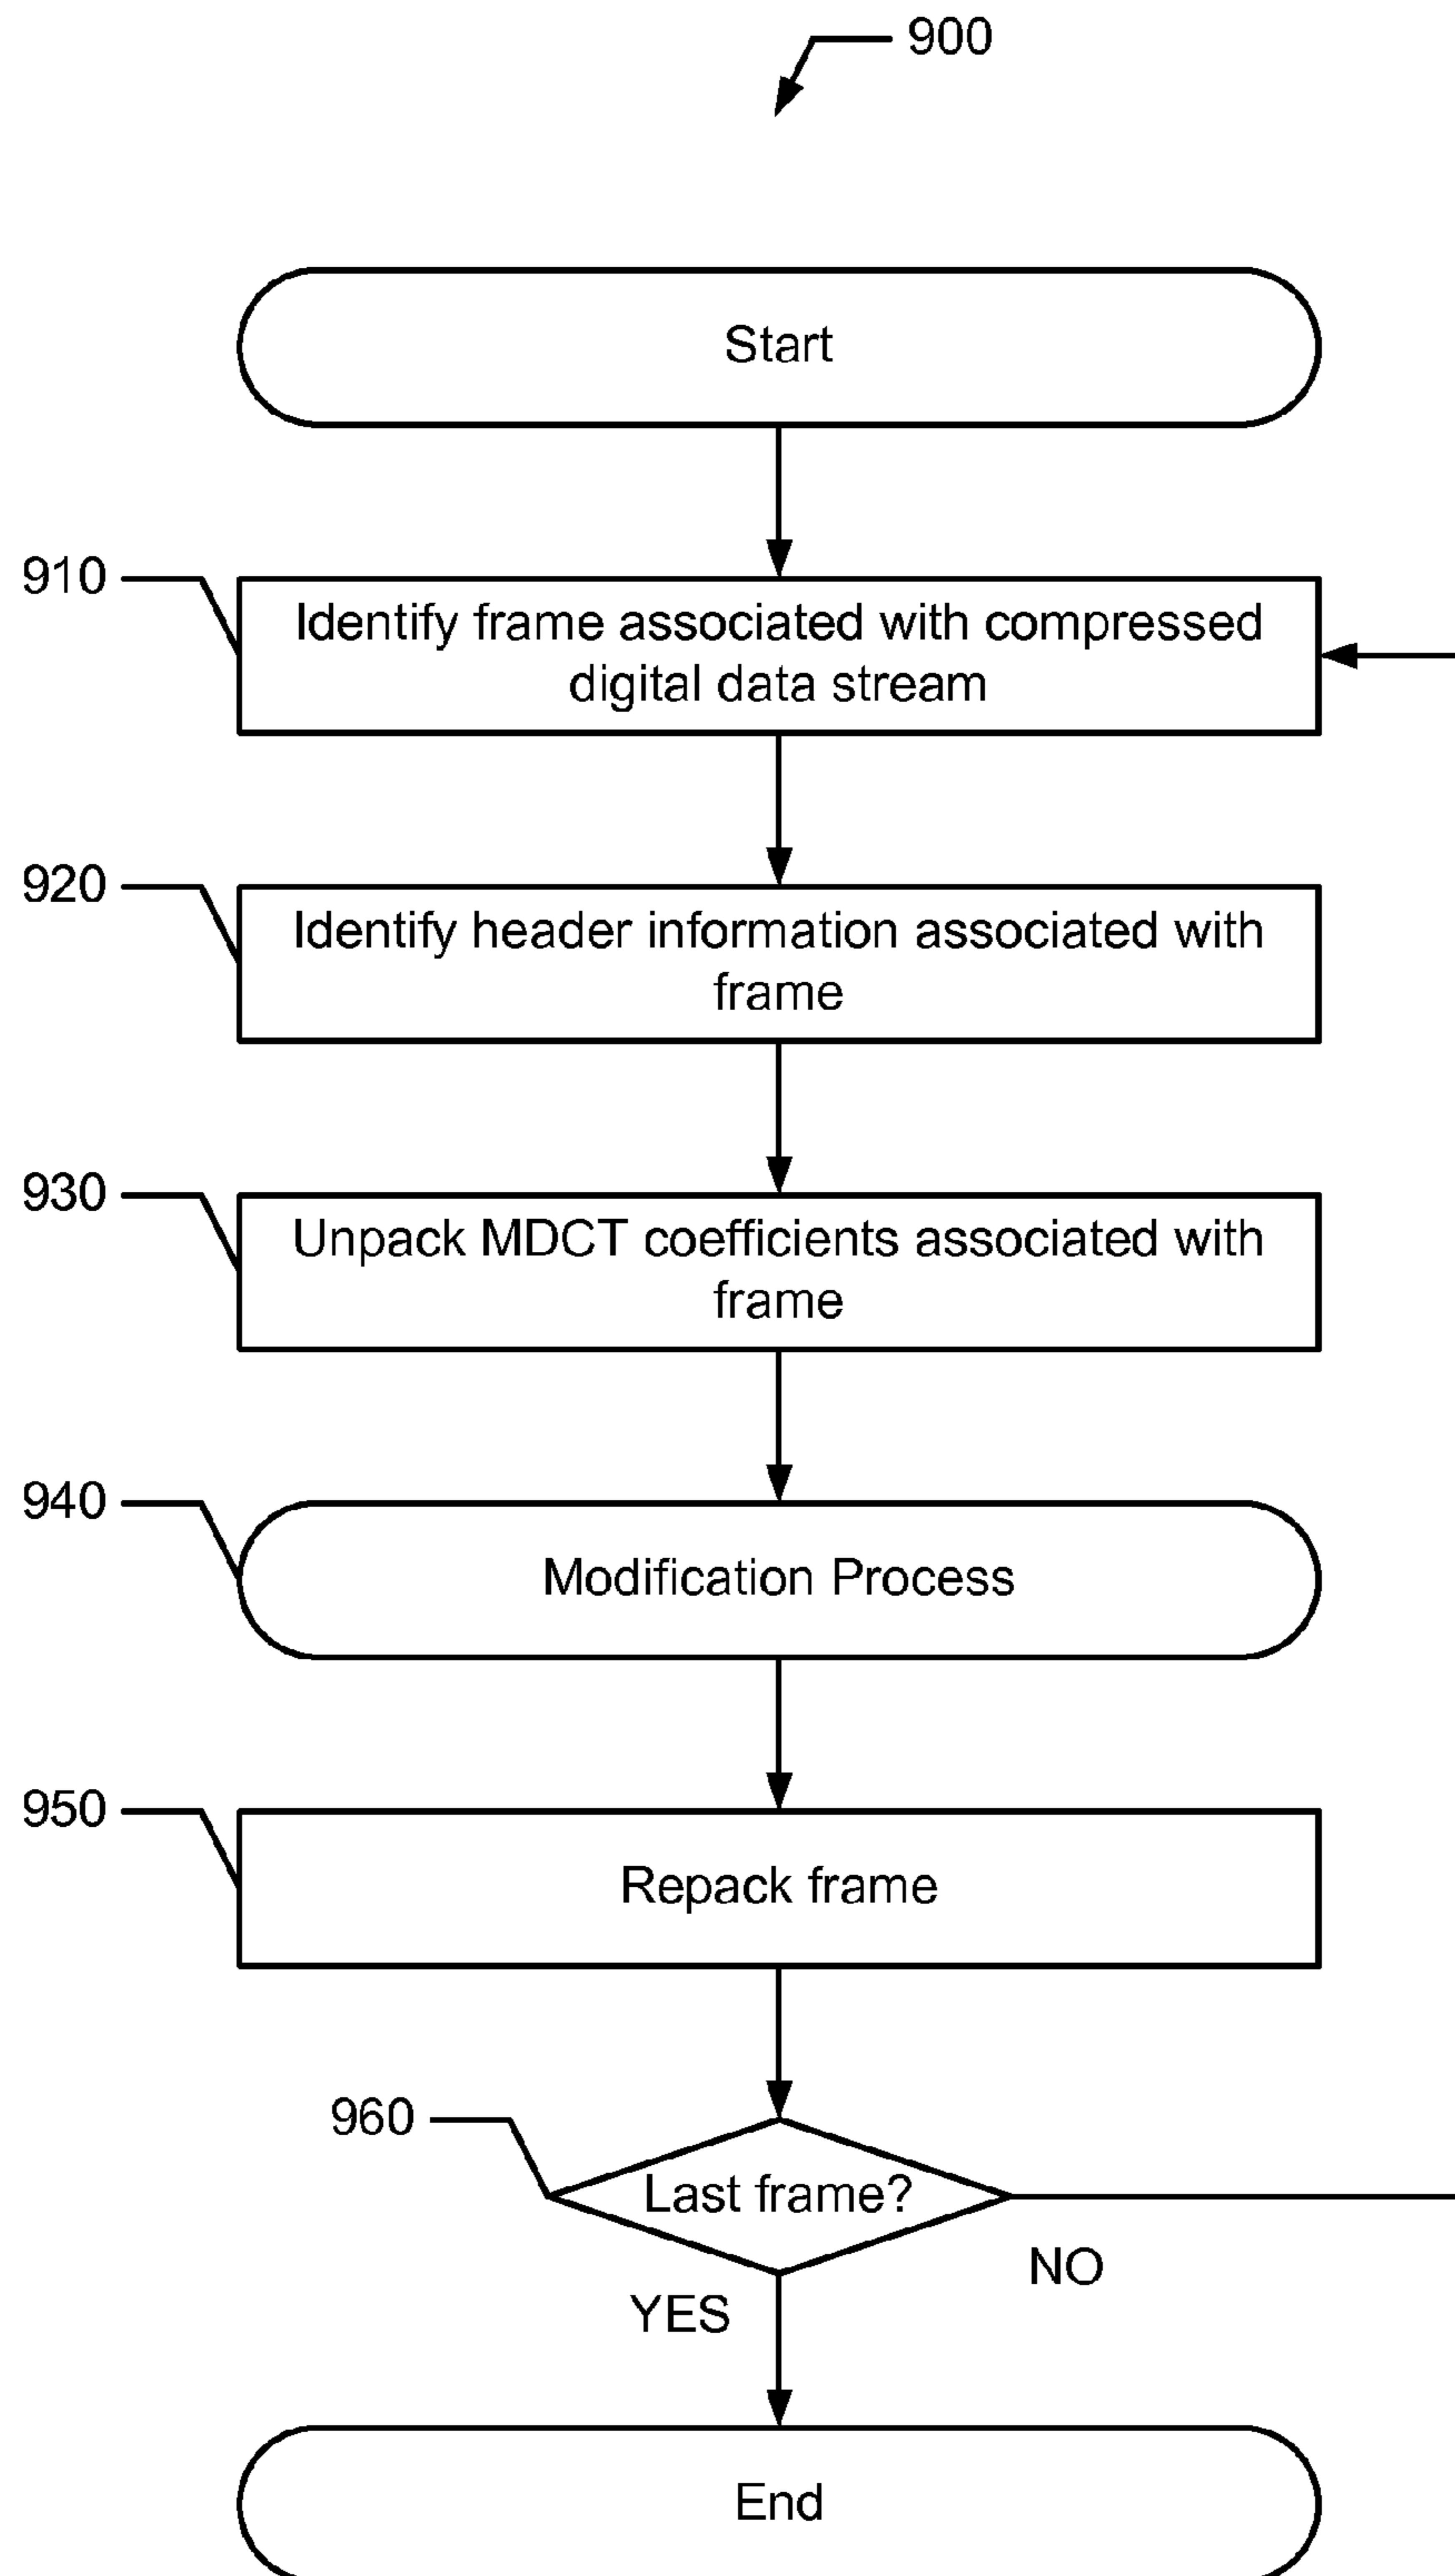 900
Start
910
Identify frame associated with compressed
digital data stream
920
Identify header information associated with
frame
930
Unpack MDCT coefficients associated with
frame
940
Modification Process
950
Repack frame
960
Last frame?
NO
YES
End